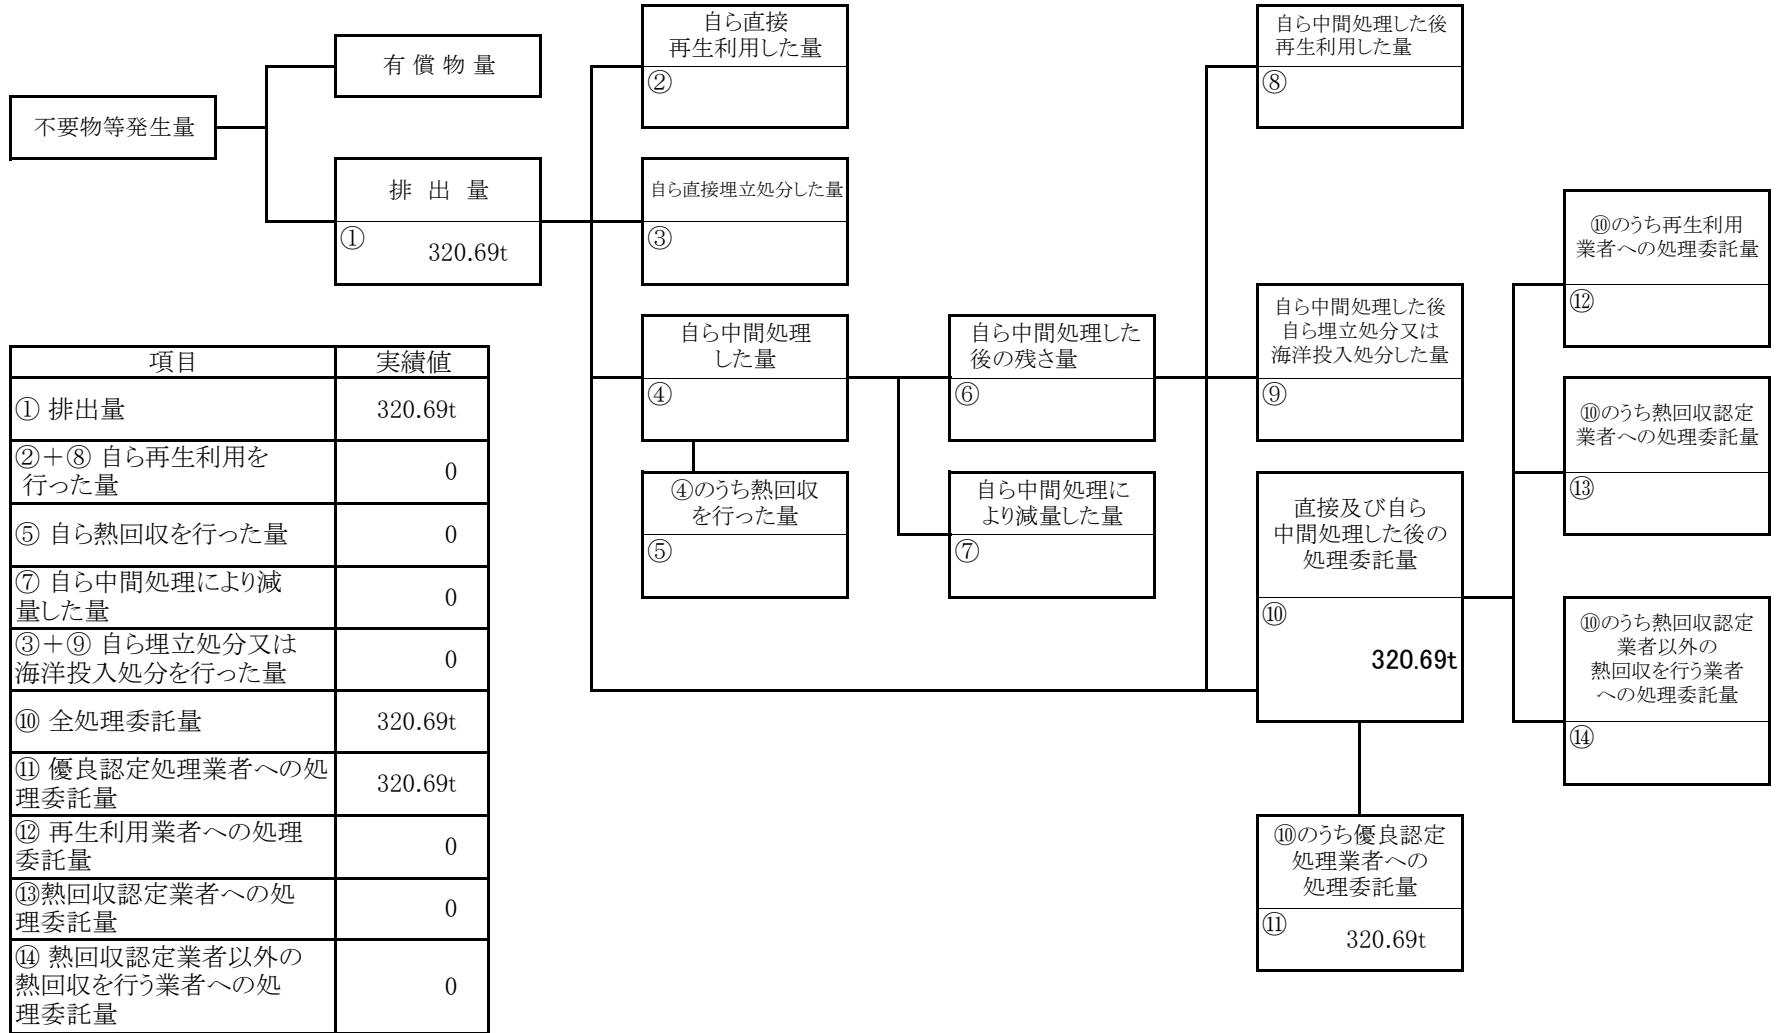 不要物等発生量
有 償 物 量
排 出 量
①
320.69t
自ら直接
再生利用した量
②
自ら直接埋立処分した量
③
自ら中間処理
した量
④
④のうち熱回収
を行った量
⑤
自ら中間処理した
後の残さ量
⑥
自ら中間処理に
より減量した量
⑦
自ら中間処理した後
再生利用した量
⑧
自ら中間処理した後
自ら埋立処分又は
海洋投入処分した量
⑨
直接及び自ら
中間処理した後の
処理委託量
⑩
320.69t
⑩のうち優良認定
処理業者への
処理委託量
⑪
320.69t
⑩のうち再生利用
業者への処理委託量
⑫
⑩のうち熱回収認定
業者への処理委託量
⑬
⑩のうち熱回収認定
業者以外の
熱回収を行う業者
への処理委託量
⑭
項目 実績値
① 排出量 320.69t
②＋⑧ 自ら再生利用を
行った量 0
⑤ 自ら熱回収を行った量 0
⑦ 自ら中間処理により減
量した量 0
③＋⑨ 自ら埋立処分又は
海洋投入処分を行った量 0
⑩ 全処理委託量 320.69t
⑪ 優良認定処理業者への処
理委託量 320.69t
⑫ 再生利用業者への処理
委託量 0
⑬熱回収認定業者への処
理委託量 0
⑭ 熱回収認定業者以外の
熱回収を行う業者への処
理委託量 0